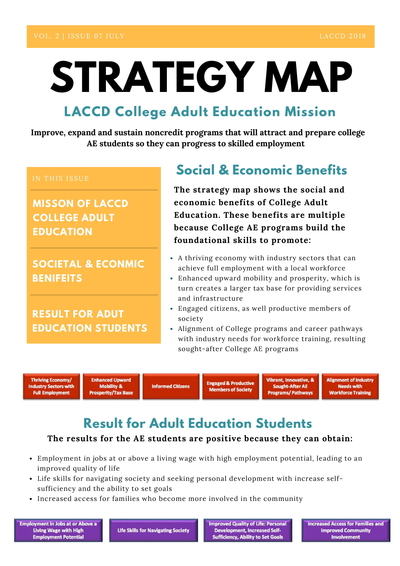 VOL. 2 | ISSUE 07 JULY
LACCD 2018
STRATEGY MAP
LACCD College Adult Education Mission
Improve, expand and sustain noncredit programs that will attract and prepare college
AE students so they can progress to skilled employment
IN THIS ISSUE
MISSON OF LACCD
COLLEGE ADULT
EDUCATION
SOCIETAL & ECONMIC
BENIFEITS
RESULT FOR ADUT
EDUCATION STUDENTS
Social & Economic Benefits
The strategy map shows the social and
economic benefits of College Adult
Education. These benefits are multiple
because College AE programs build the
foundational skills to promote:
• A thriving economy with industry sectors that can
achieve full employment with a local workforce
• Enhanced upward mobility and prosperity, which is
turn creates a larger tax base for providing services
and infrastructure
• Engaged citizens, as well productive members of
society
• Alignment of College programs and career pathways
with industry needs for workforce training, resulting
sought-after College AE programs
Thriving Economy/
Industry Sectors with
Full Employment
Enhanced Upward
Mobility &
Prosperity/Tax Base
Informed Citizens
Engaged & Productive
Members of Society
Vibrant, Innovative, &
Sought-After All
Programs/ Pathways
Alignment of Industry
Needs with
Workforce Training
Result for Adult Education Students
The results for the AE students are positive because they can obtain:
• Employment in jobs at or above a living wage with high employment potential, leading to an
improved quality of life
• Life skills for navigating society and seeking personal development with increase self-
sufficiency and the ability to set goals
• Increased access for families who become more involved in the community
Employment in Jobs at or Above a
Living Wage with High
Employment Potential
Life Skills for Navigating Society
Improved Quality of Life: Personal
Development, Increased Self-
Sufficiency, Ability to Set Goals
Increased Access for Families and
Improved Community
Involvement